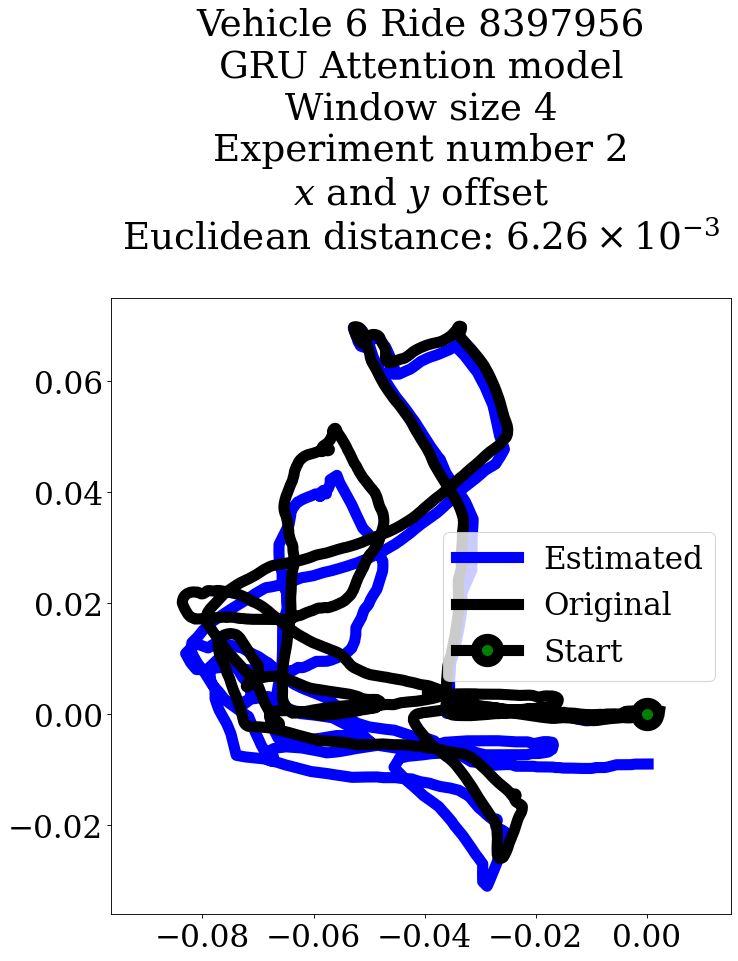 Vehicle 6 Ride 8397956
GRU Attention model
Window size 4
Experiment number 2
x and y offset
Euclidean distance: 6.26 × 10⁻³
0.06
0.04
0.02
0.00
−0.02
Estimated
Original
Start
−0.08 −0.06 −0.04 −0.02 0.00